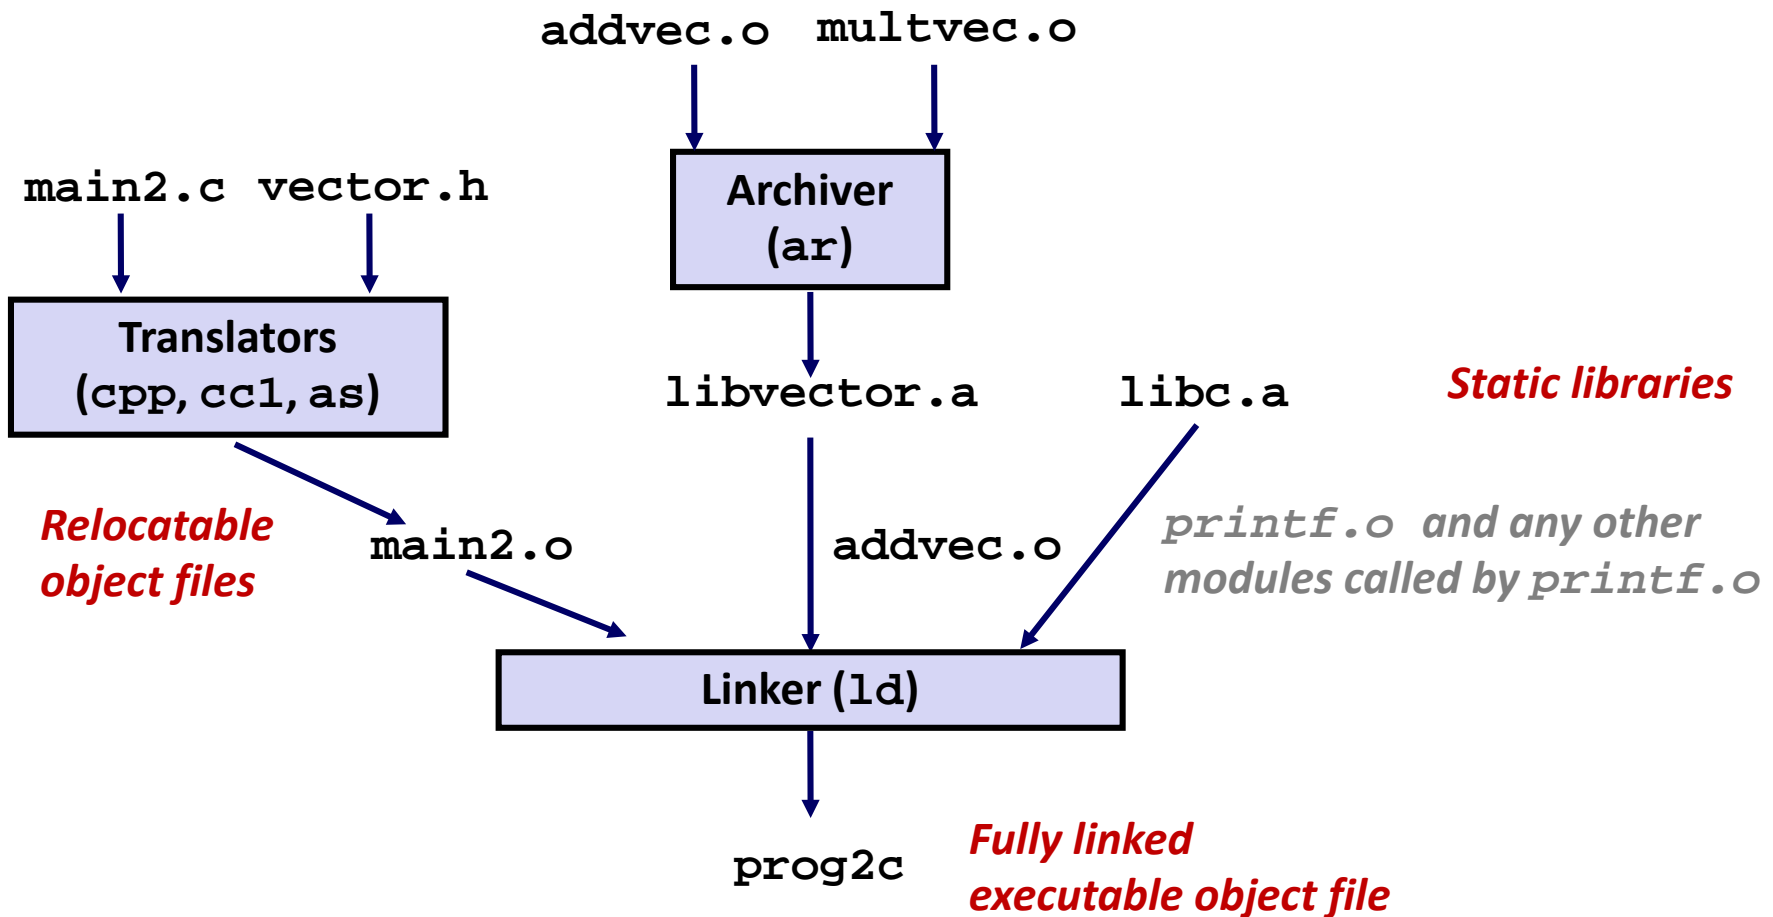 addvec.o multvec.o
main2.c vector.h
Archiver
(ar)
Translators
(cpp, cc1, as)
libvector.a
libc.a
Static libraries
Relocatable
object files
main2.o
addvec.o
printf.o and any other
modules called by printf.o
Linker (ld)
prog2c
Fully linked
executable object file